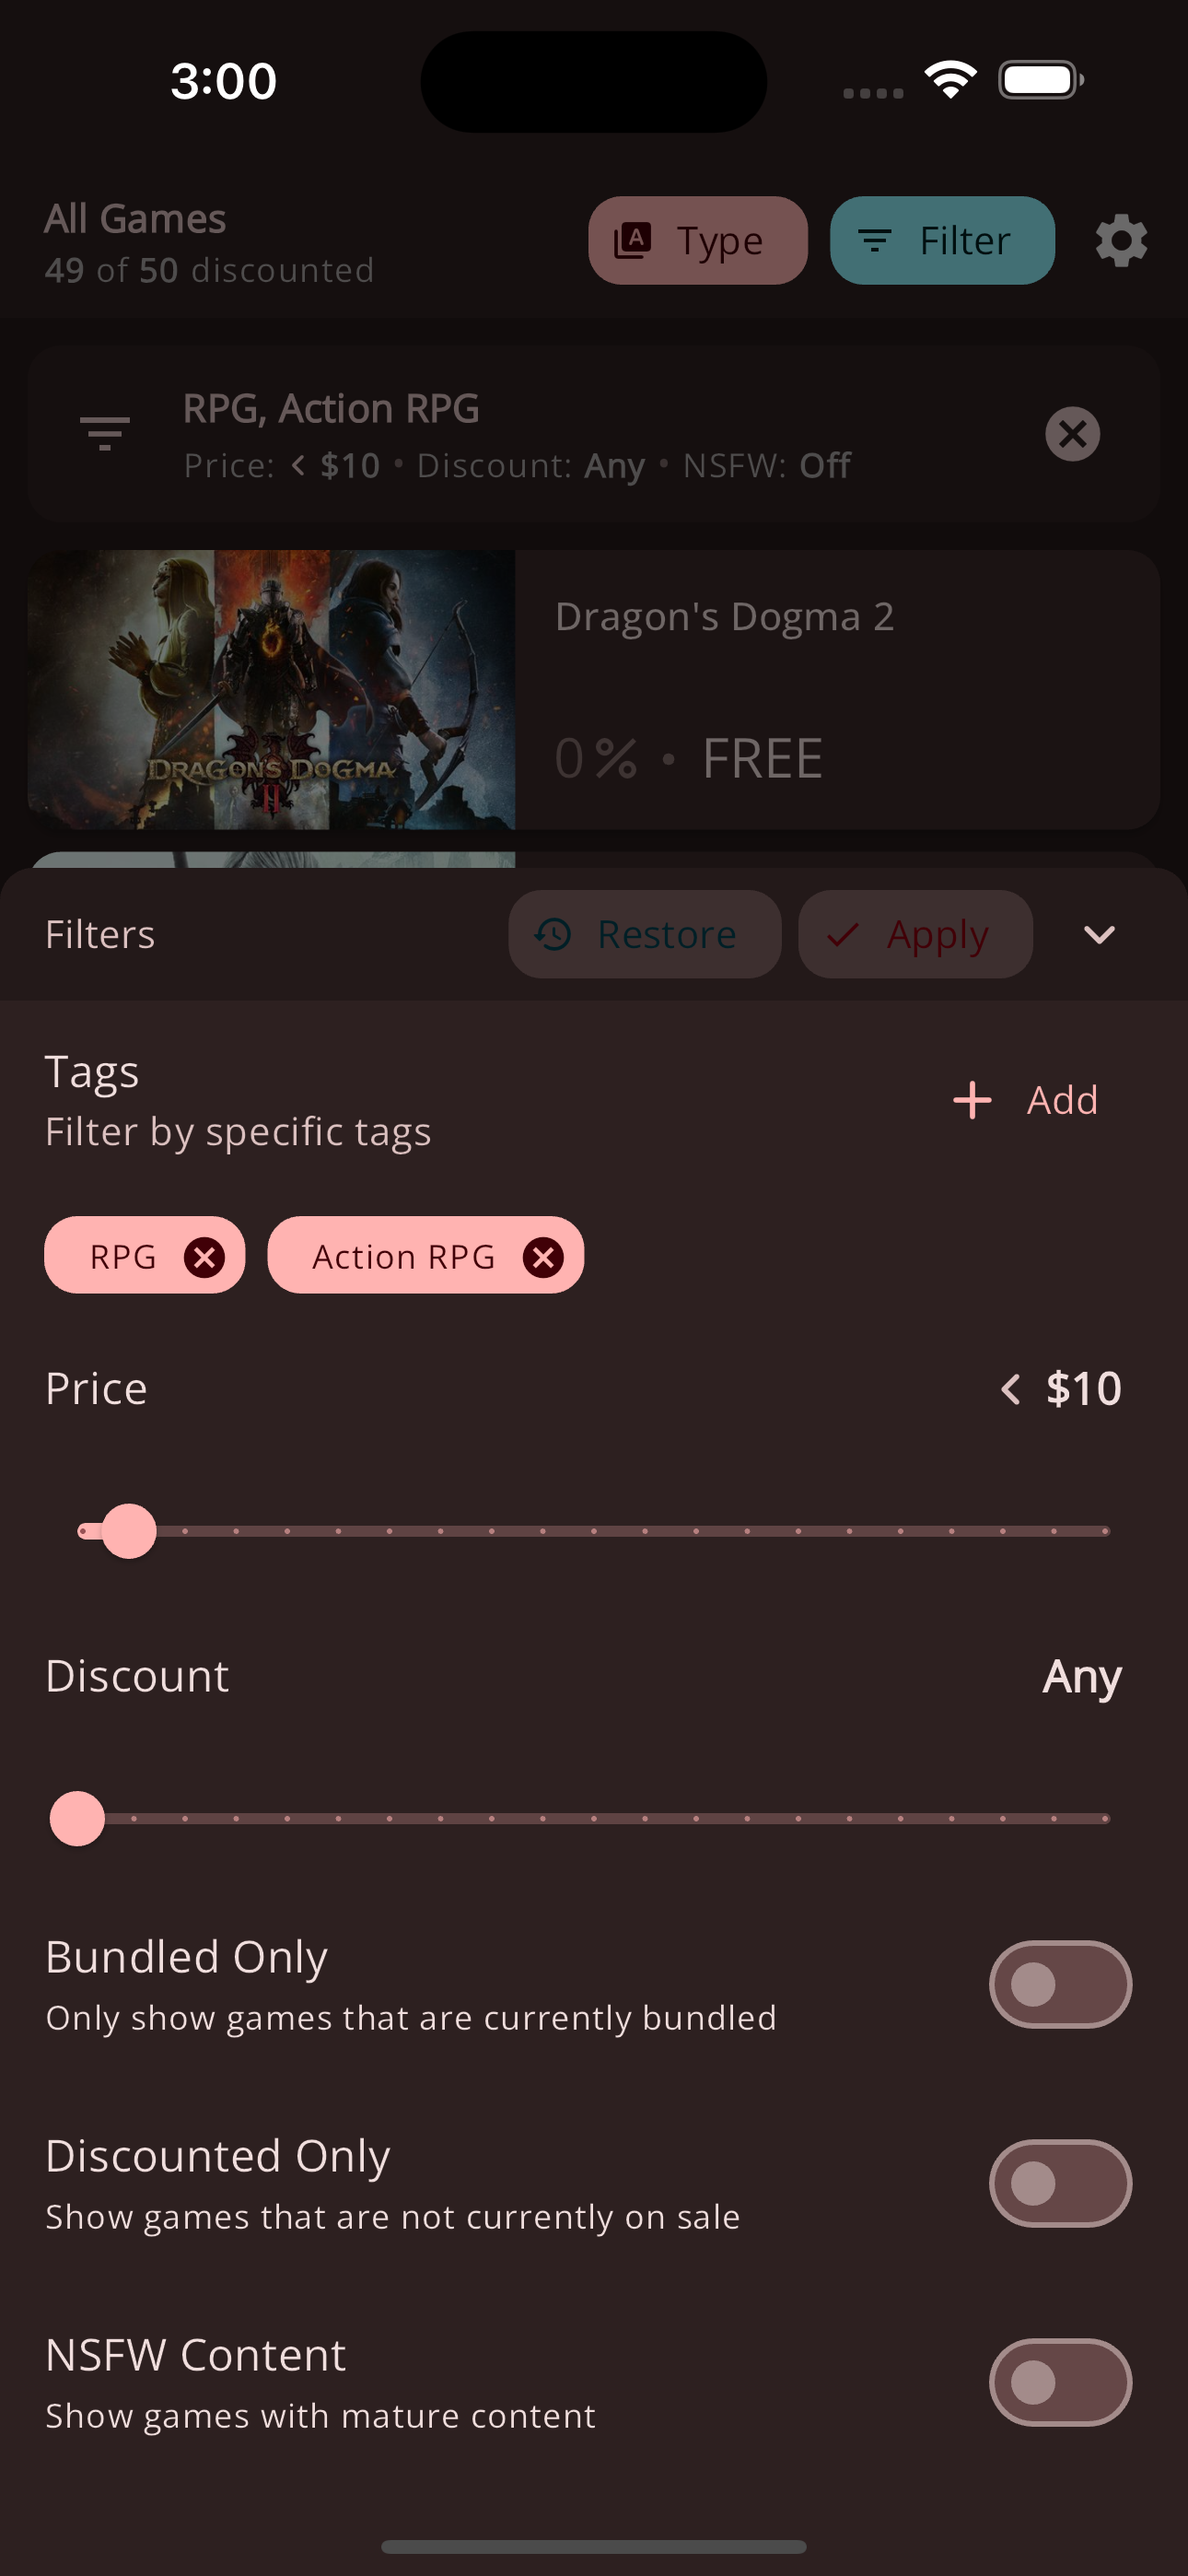 3:00
All Games
49 of 50 discounted
Type
Filter
RPG, Action RPG
Price: < $10 • Discount: Any • NSFW: Off
Dragon's Dogma 2
DRAGON'S DOGMA
II
0% • FREE
Filters
Restore
Apply
Tags
Filter by specific tags
Add
RPG
Action RPG
Price
< $10
Discount
Any
Bundled Only
Only show games that are currently bundled
Discounted Only
Show games that are not currently on sale
NSFW Content
Show games with mature content